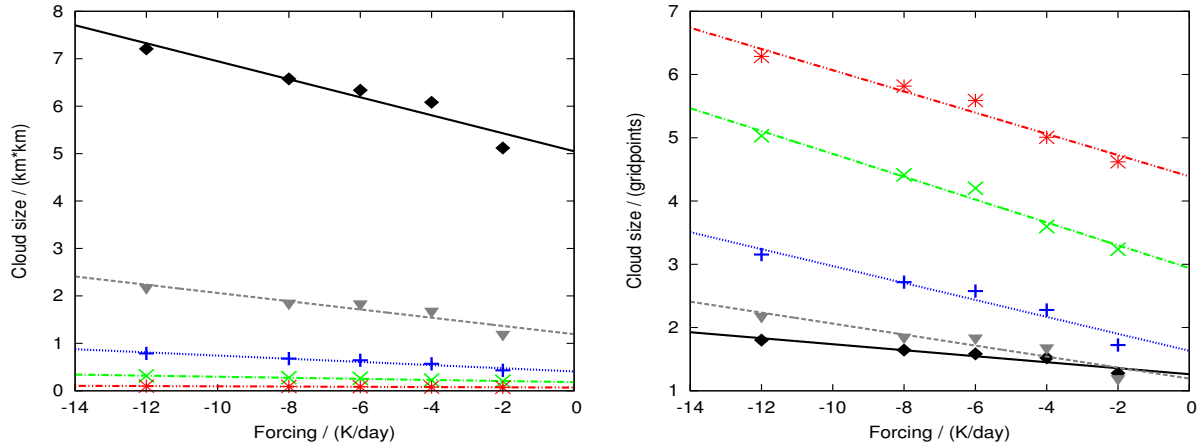 8
7
6
5
4
3
2
1
0
Cloud size / (km*km)
-14 -12 -10 -8 -6 -4 -2 0
Forcing / (K/day)
7
6
5
4
3
2
1
Cloud size / (gridpoints)
-14 -12 -10 -8 -6 -4 -2 0
Forcing / (K/day)